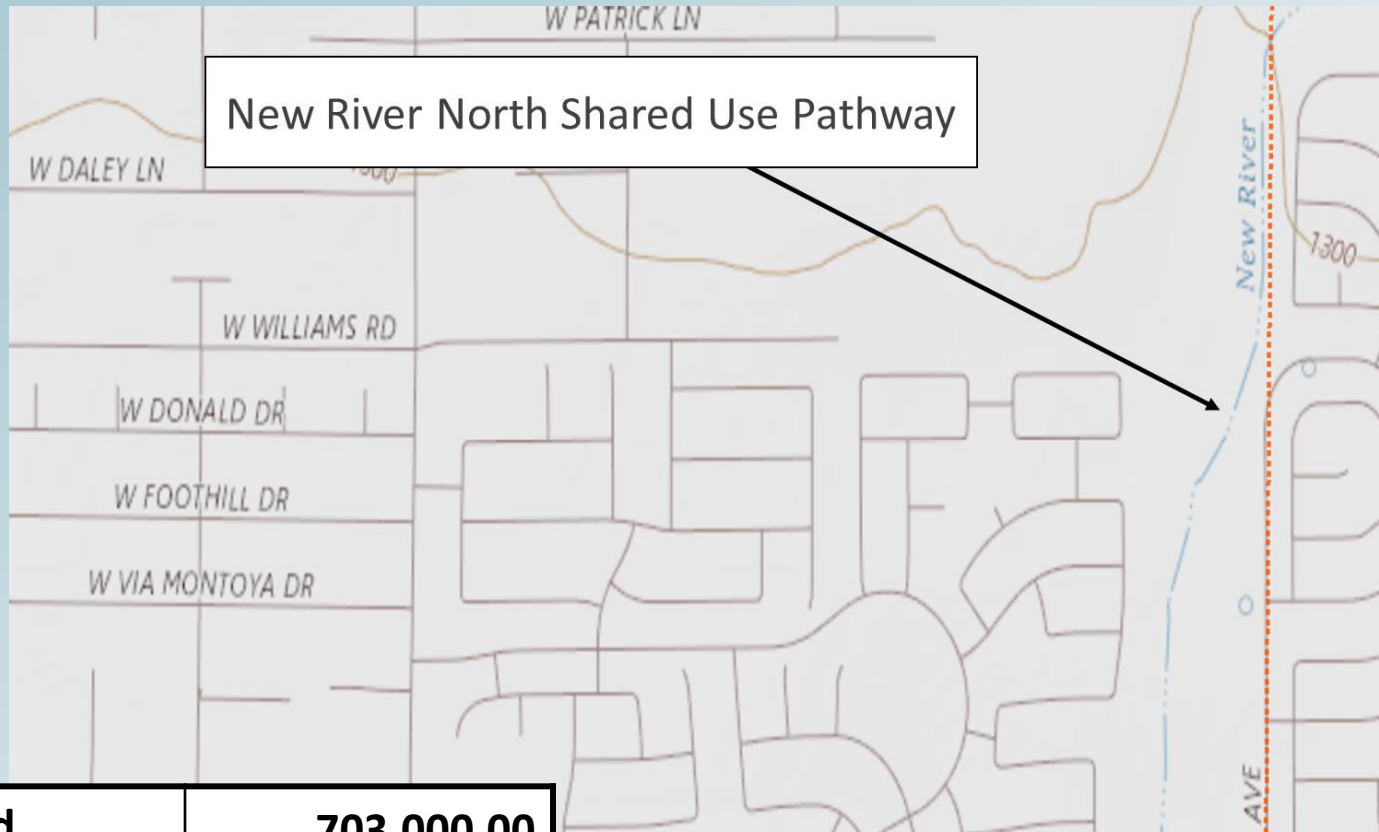 W PATRICK LN
New River North Shared Use Pathway
W DALEY LN
New River
1300
W WILLIAMS RD
W DONALD DR
W FOOTHILL DR
W VIA MONTOYA DR
AVE
703,000.00